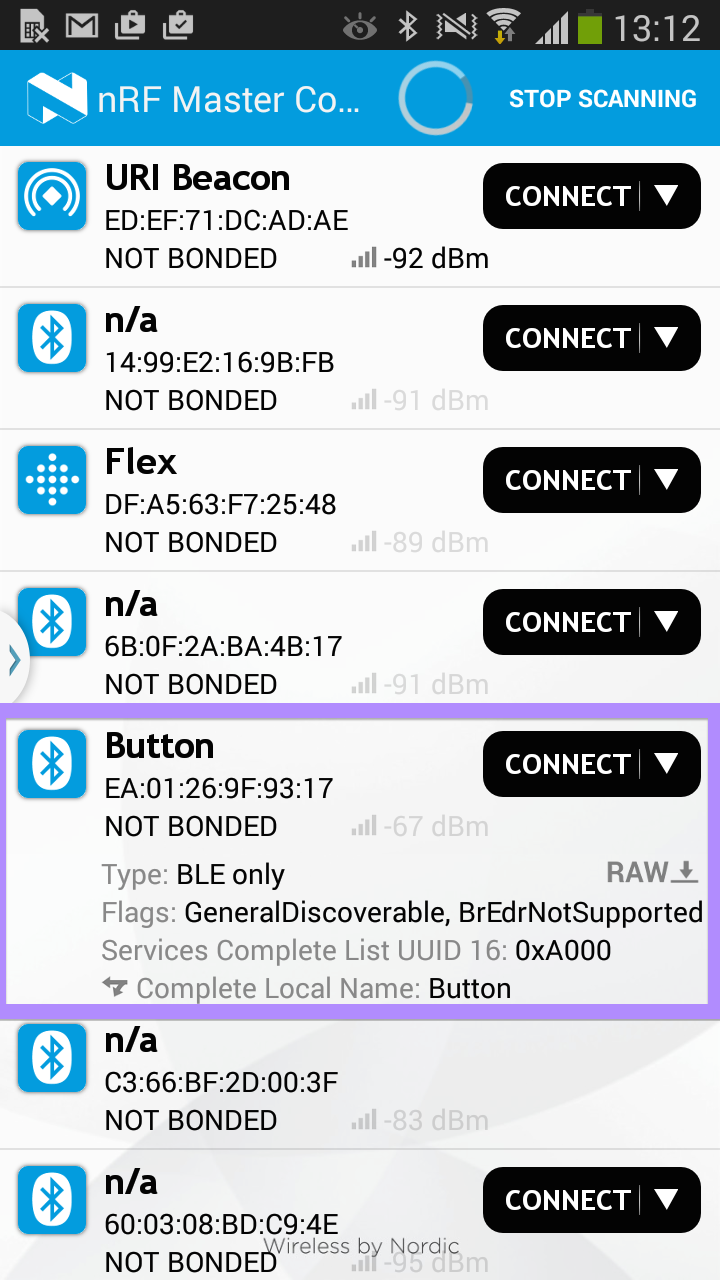 13:12
nRF Master Co... STOP SCANNING
URI Beacon
CONNECT
ED:EF:71:DC:AD:AE
NOT BONDED -92 dBm
n/a
CONNECT
14:99:E2:16:9B:FB
NOT BONDED -91 dBm
Flex
CONNECT
DF:A5:63:F7:25:48
NOT BONDED -89 dBm
n/a
CONNECT
6B:0F:2A:BA:4B:17
NOT BONDED -91 dBm
Button
CONNECT
EA:01:26:9F:93:17
NOT BONDED -67 dBm
Type: BLE only RAW
Flags: GeneralDiscoverable, BrEdrNotSupported
Services Complete List UUID 16: 0xA000
Complete Local Name: Button
n/a
C3:66:BF:2D:00:3F
NOT BONDED -83 dBm
n/a
CONNECT
60:03:08:BD:C9:4E
Wireless by Nordic
NOT BONDED -95 dBm